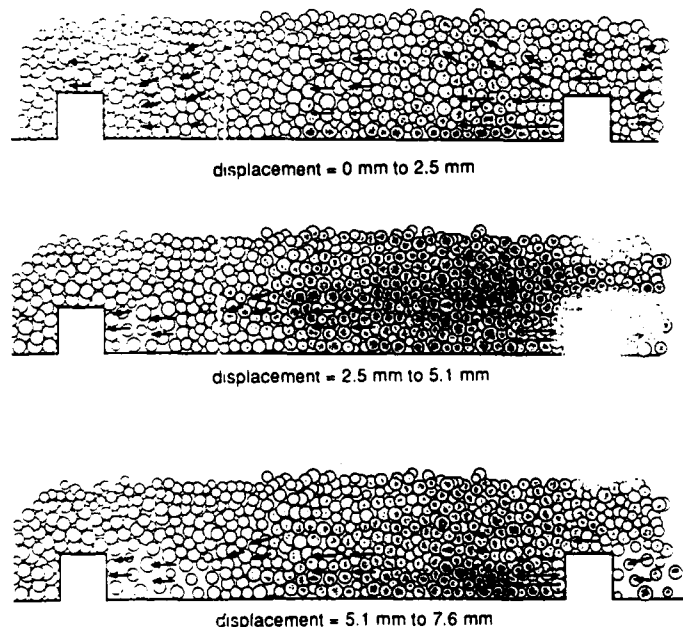 displacement = 0 mm to 2.5 mm
displacement = 2.5 mm to 5.1 mm
displacement = 5.1 mm to 7.6 mm